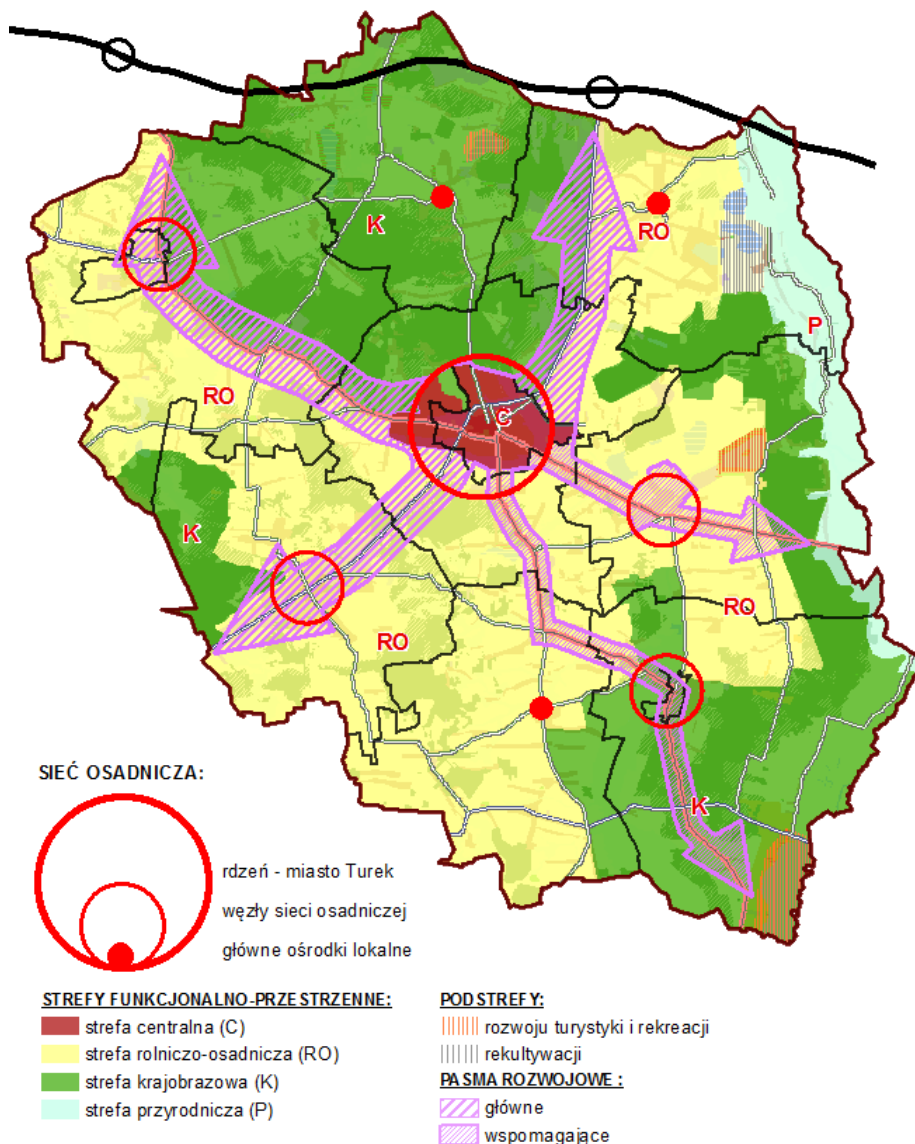 K
RO
P
C
RO
K
RO
RO
K
SIEĆ OSADNICZA:
rdzeń - miasto Turek
węzły sieci osadniczej
główne ośrodki lokalne
STREFY FUNKCJONALNO-PRZESTRZENNE:
strefa centralna (C)
strefa rolniczo-osadnicza (RO)
strefa krajobrazowa (K)
strefa przyrodnicza (P)
PODSTREFY:
rozwoju turystyki i rekreacji
rekultywacji
PASMA ROZWOJOWE :
główne
wspomagające